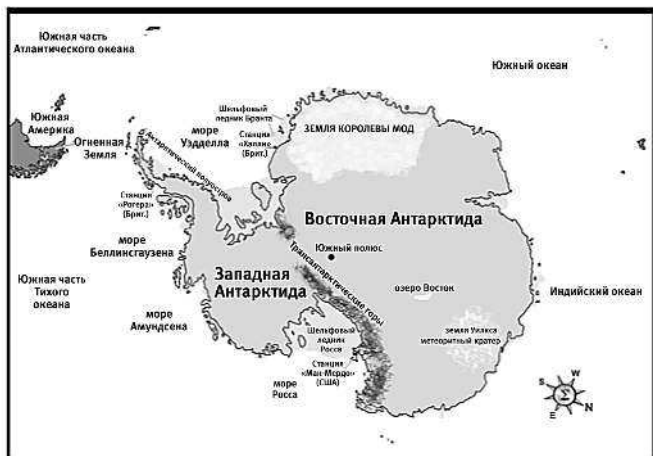 Южная часть
Атлантического океана
Южный океан
Южная
Америка
Огненная
Земля
Шельфовый
ледник Бранта
море
Уэдделла
Станция
«Халли»
(Брит.)
ЗЕМЛЯ КОРОЛЕВЫ МОД
Антарктический полуостров
Станция
«Ротера»
(Брит.)
Восточная Антарктида
море
Беллинсгаузена
Южный полюс
Трансантарктические горы
Западная
Антарктида
Южная часть
Тихого
океана
озеро Восток
Индийский океан
море
Амундсена
Шельфовый
ледник
Росса
земля Уилкса
метеоритный кратер
Станция
«Мак-Мердо»
(США)
море
Росса
S
W
Σ
E
N